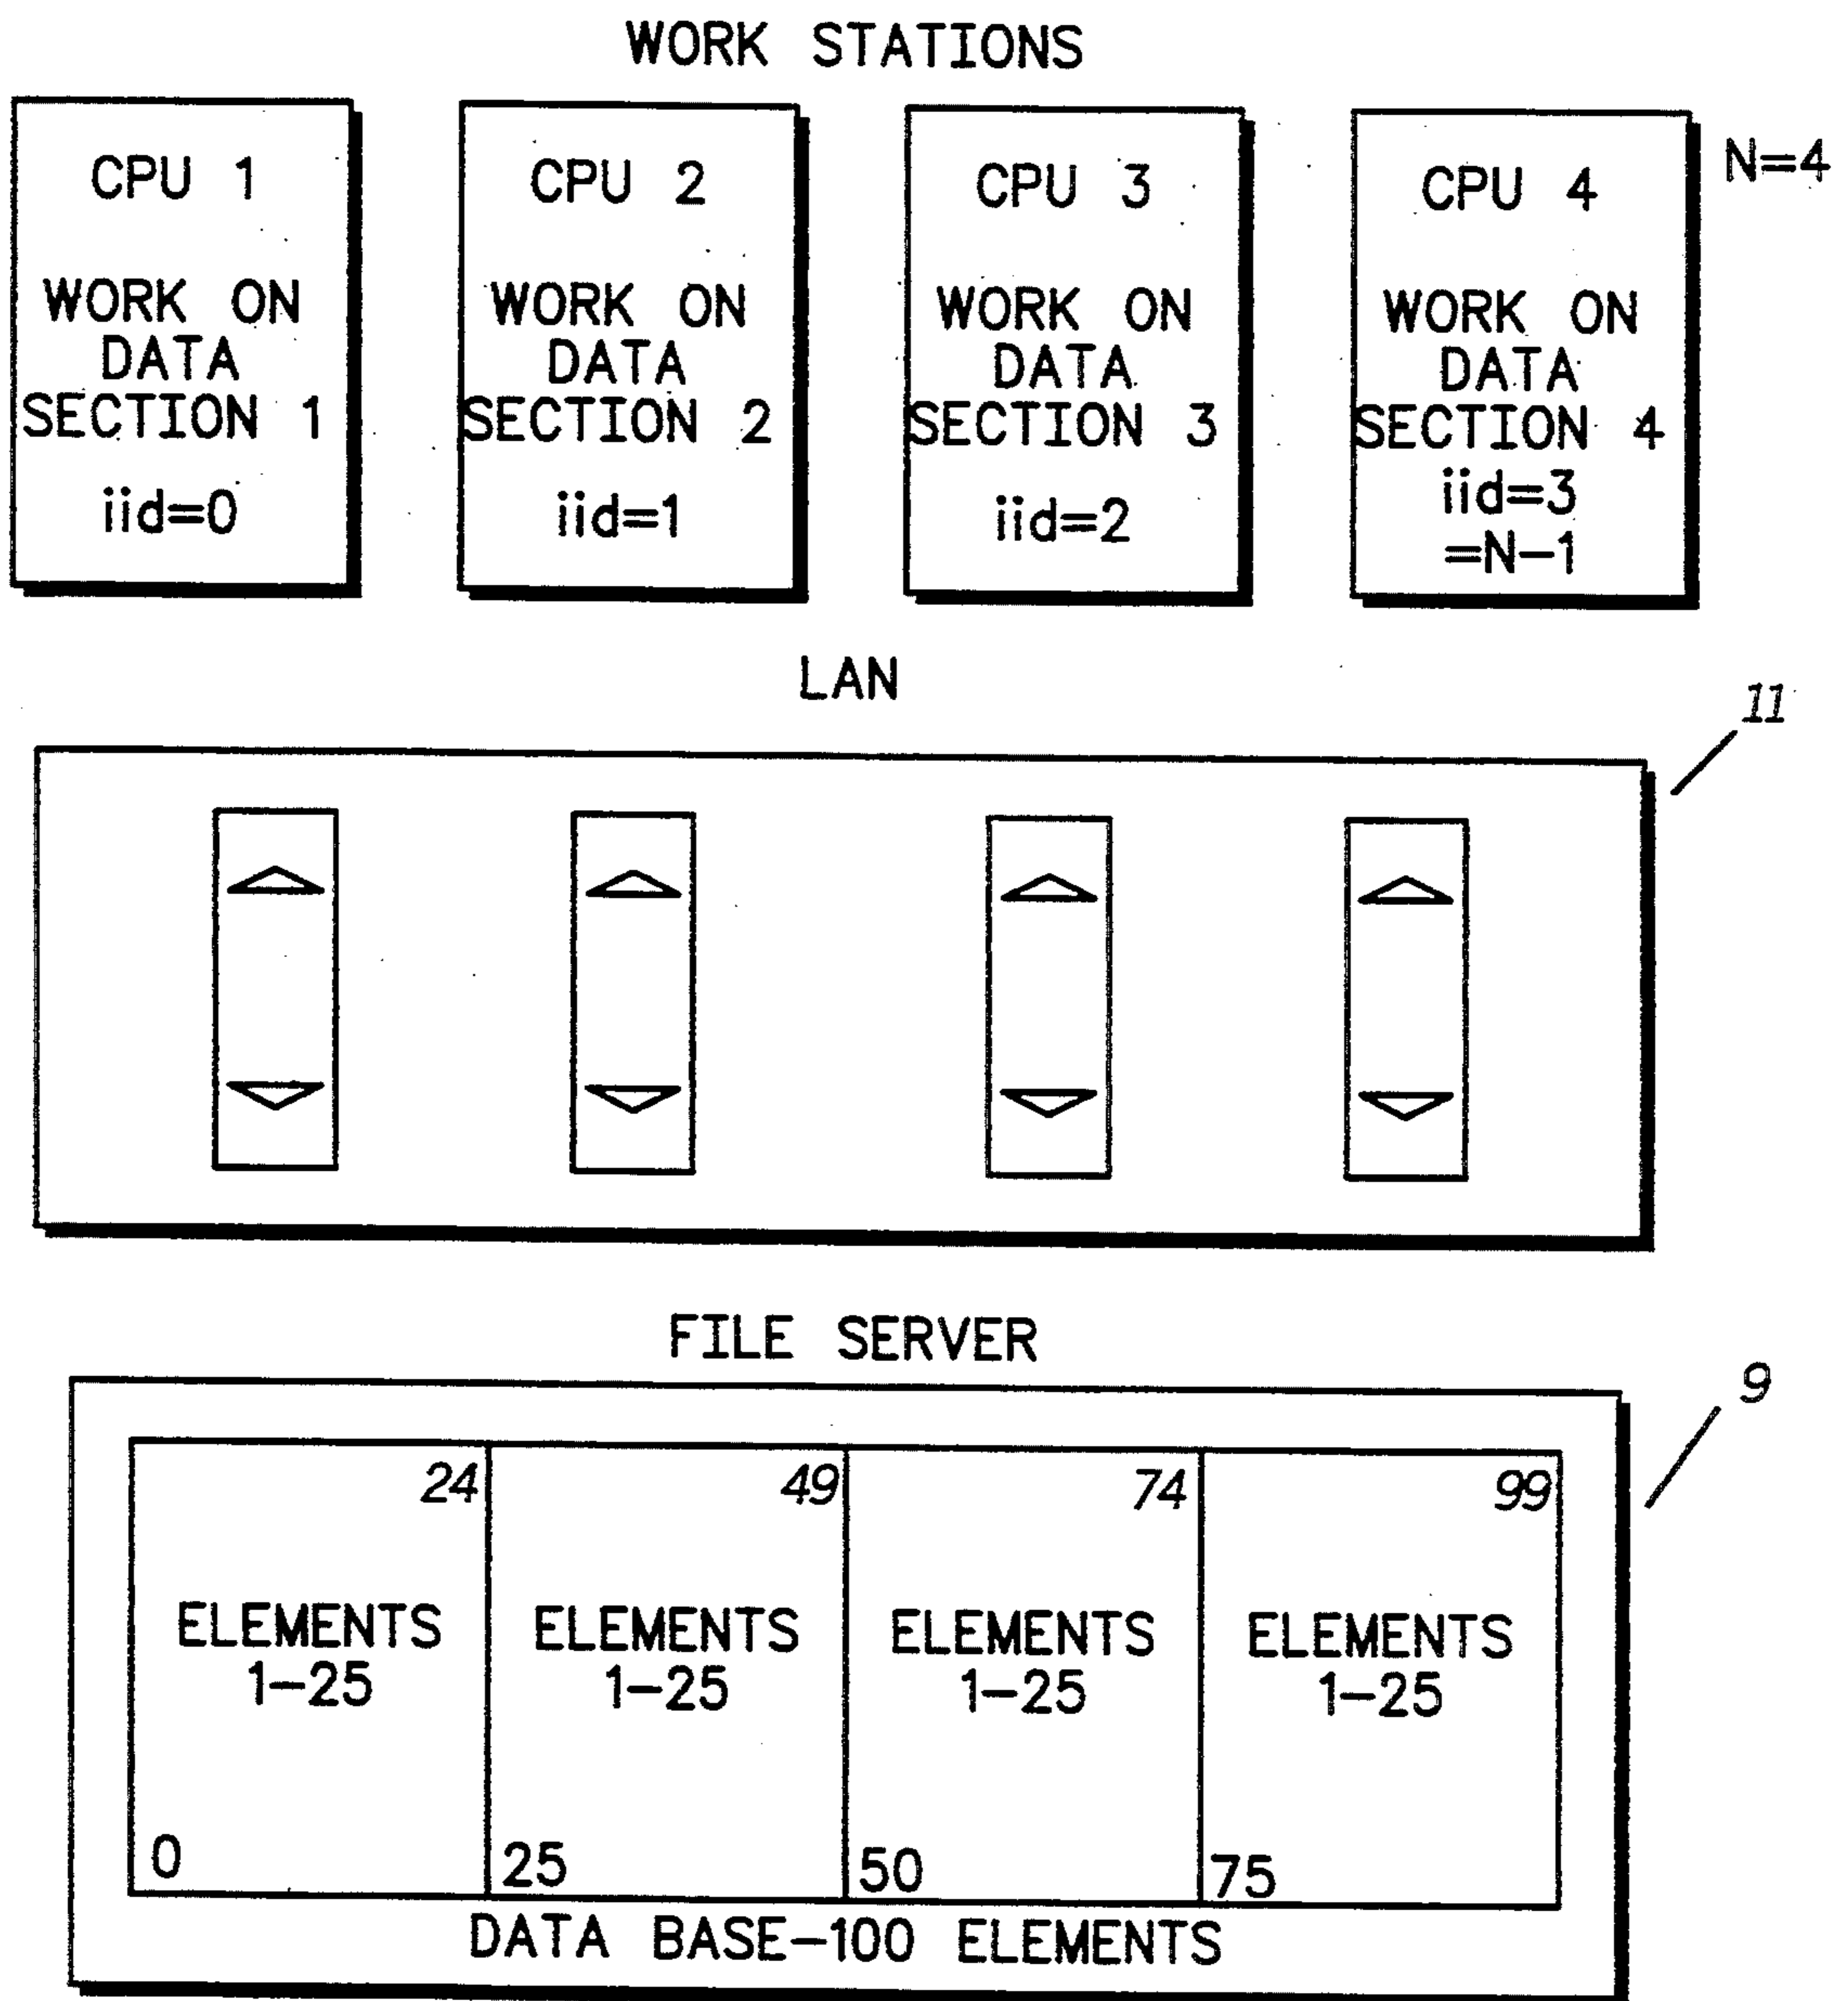 WORK STATIONS
CPU 1
WORK ON
DATA
SECTION 1
iid=0
CPU 2
WORK ON
DATA
SECTION 2
iid=1
CPU 3
WORK ON
DATA
SECTION 3
iid=2
CPU 4
WORK ON
DATA
SECTION 4
iid=3
=N-1
N=4
LAN
11
FILE SERVER
9
24
ELEMENTS
1-25
0
49
ELEMENTS
1-25
25
74
ELEMENTS
1-25
50
99
ELEMENTS
1-25
75
DATA BASE-100 ELEMENTS